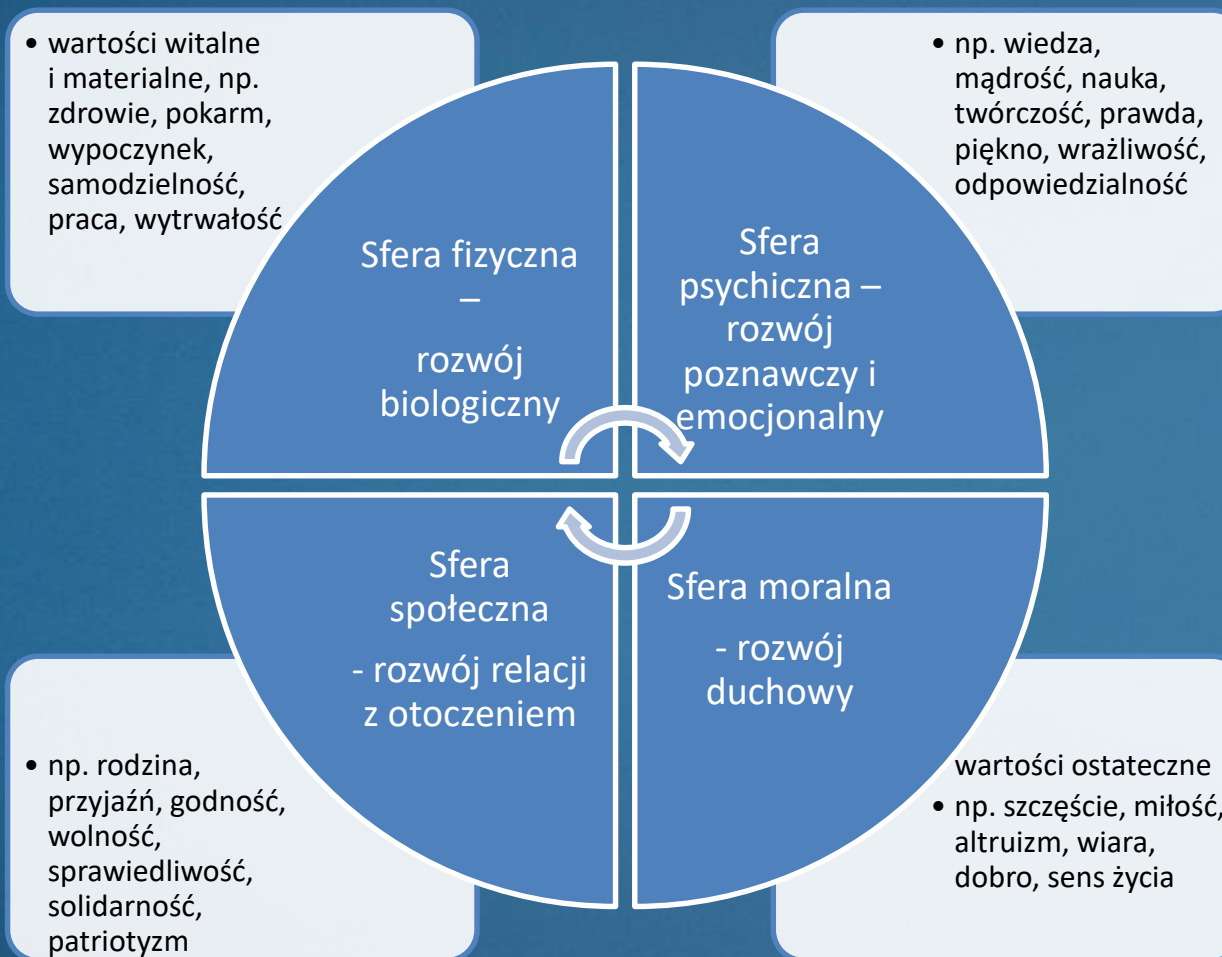 • wartości witalne
i materialne, np.
zdrowie, pokarm,
wypoczynek,
samodzielność,
praca, wytrwałość
• np. wiedza,
mądrość, nauka,
twórczość, prawda,
piękno, wrażliwość,
odpowiedzialność
Sfera fizyczna
–
rozwój
biologiczny
Sfera
psychiczna –
rozwój
poznawczy i
emocjonalny
Sfera
społeczna
- rozwój relacji
z otoczeniem
Sfera moralna
- rozwój
duchowy
• np. rodzina,
przyjaźń, godność,
wolność,
sprawiedliwość,
solidarność,
patriotyzm
wartości ostateczne
• np. szczęście, miłość,
altruizm, wiara,
dobro, sens życia